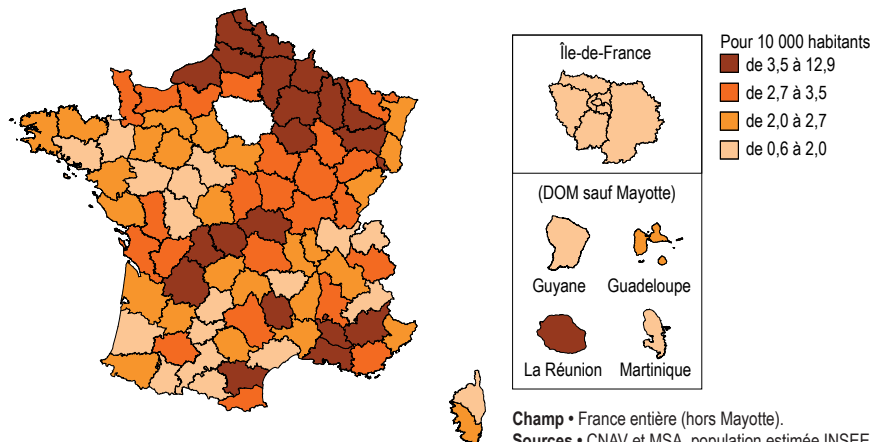 Île-de-France
Pour 10 000 habitants
de 3,5 à 12,9
de 2,7 à 3,5
de 2,0 à 2,7
de 0,6 à 2,0
(DOM sauf Mayotte)
Guyane Guadeloupe
La Réunion Martinique
Champ • France entière (hors Mayotte).
Sources • CNAV et MSA, population estimée INSEE